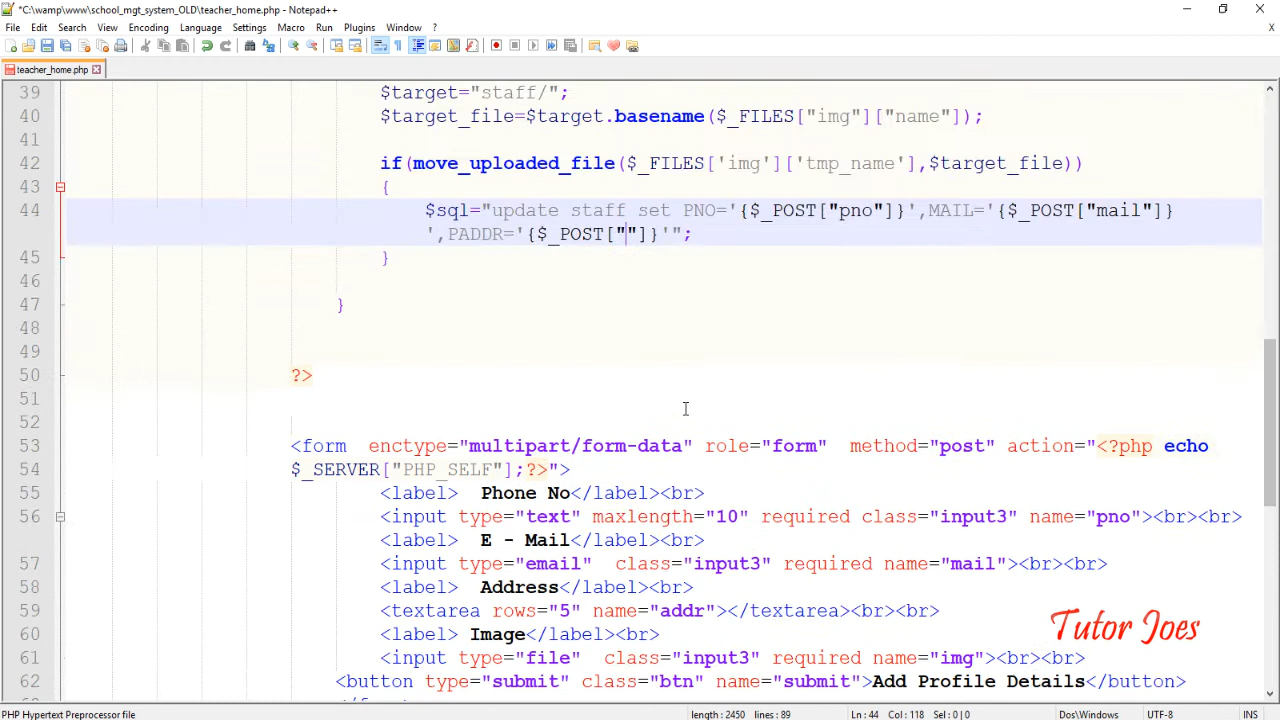 *C:\wamp\www\school_mgt_system_OLD\teacher_home.php - Notepad++
File Edit Search View Encoding Language Settings Macro Run Plugins Window ?
X
teacher_home.php
39 $target="staff/";
40 $target_file=$target.basename($_FILES["img"]["name"]);
41
42 if(move_uploaded_file($_FILES['img']['tmp_name'],$target_file))
43 {
44 $sql="update staff set PNO='{$_POST["pno"]}',MAIL='{$_POST["mail"]}
',PADDR='{$_POST[""]}'";
45 }
46
47 }
48
49
50 ?>
51
52
53 <form enctype="multipart/form-data" role="form" method="post" action="<?php echo
54 $_SERVER["PHP_SELF"];?>">
55 <label> Phone No</label><br>
56 <input type="text" maxlength="10" required class="input3" name="pno"><br><br>
<label> E - Mail</label><br>
57 <input type="email" class="input3" required name="mail"><br><br>
58 <label> Address</label><br>
59 <textarea rows="5" name="addr"></textarea><br><br>
60 <label> Image</label><br>
61 <input type="file" class="input3" required name="img"><br><br>
62 <button type="submit" class="btn" name="submit">Add Profile Details</button>
Tutor Joes
PHP Hypertext Preprocessor file length : 2450 lines : 89 Ln : 44 Col : 118 Sel : 0 | 0 Dos\Windows UTF-8 INS